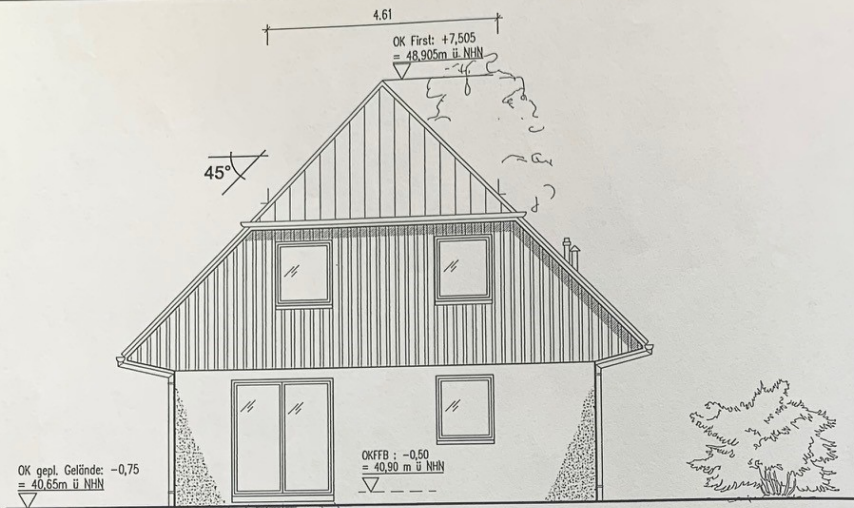 4.61
OK First: +7,505
= 48,905m ü. NHN
45°
OKFFB : -0,50
= 40,90 m ü NHN
OK gepl. Gelände: -0,75
= 40,65m ü NHN